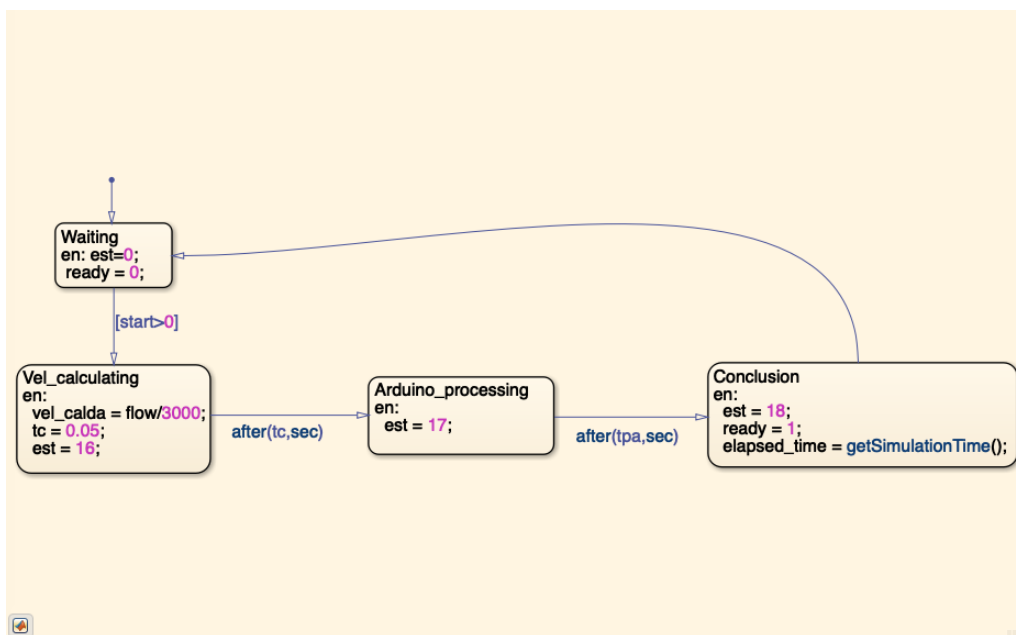 Waiting
en: est=0;
ready = 0;
[start>0]
Vel_calculating
en:
vel_calda = flow/3000;
tc = 0.05;
est = 16;
after(tc,sec)
Arduino_processing
en:
est = 17;
after(tpa,sec)
Conclusion
en:
est = 18;
ready = 1;
elapsed_time = getSimulationTime();